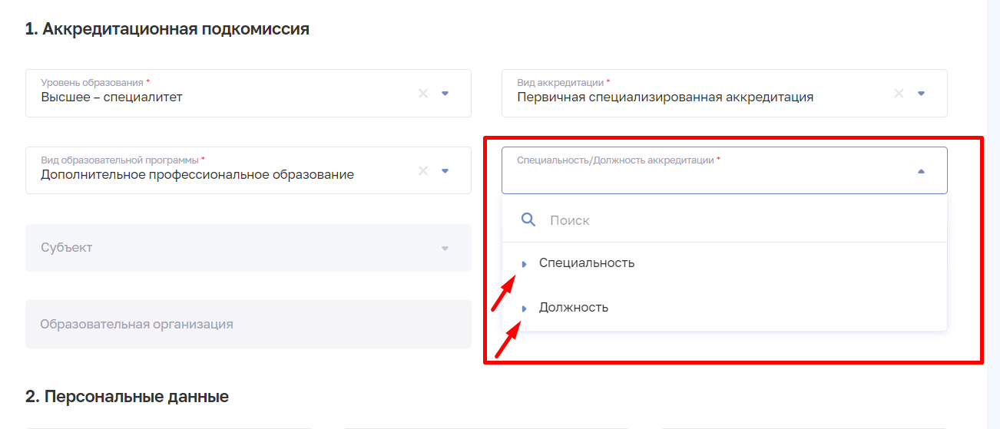 1. Аккредитационная подкомиссия
Уровень образования *
Высшее – специалитет
Вид аккредитации *
Первичная специализированная аккредитация
Вид образовательной программы *
Дополнительное профессиональное образование
Специальность/Должность аккредитации *
Поиск
Специальность
Должность
Субъект
Образовательная организация
2. Персональные данные